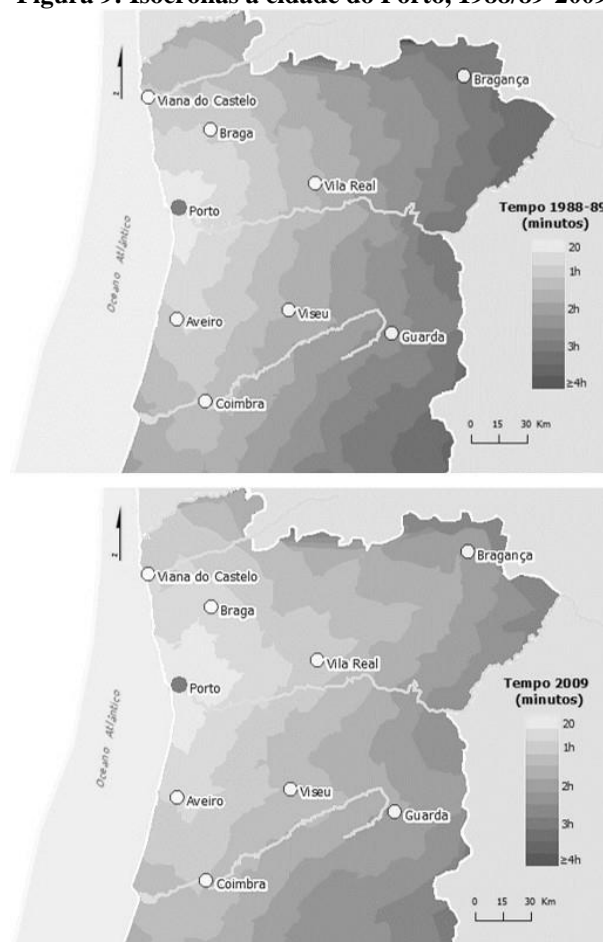 Figura 9. Isócronas à cidade do Porto, 1988/89-2009
Bragança
Viana do Castelo
Braga
Vila Real
Porto
Tempo 1988-89
(minutos)
20
1h
2h
3h
≥4h
Oceano Atlântico
Aveiro
Viseu
Guarda
Coimbra
0 15 30 Km
N
Bragança
Viana do Castelo
Braga
Vila Real
Porto
Tempo 2009
(minutos)
20
1h
2h
3h
≥4h
Oceano Atlântico
Aveiro
Viseu
Guarda
Coimbra
0 15 30 Km
N